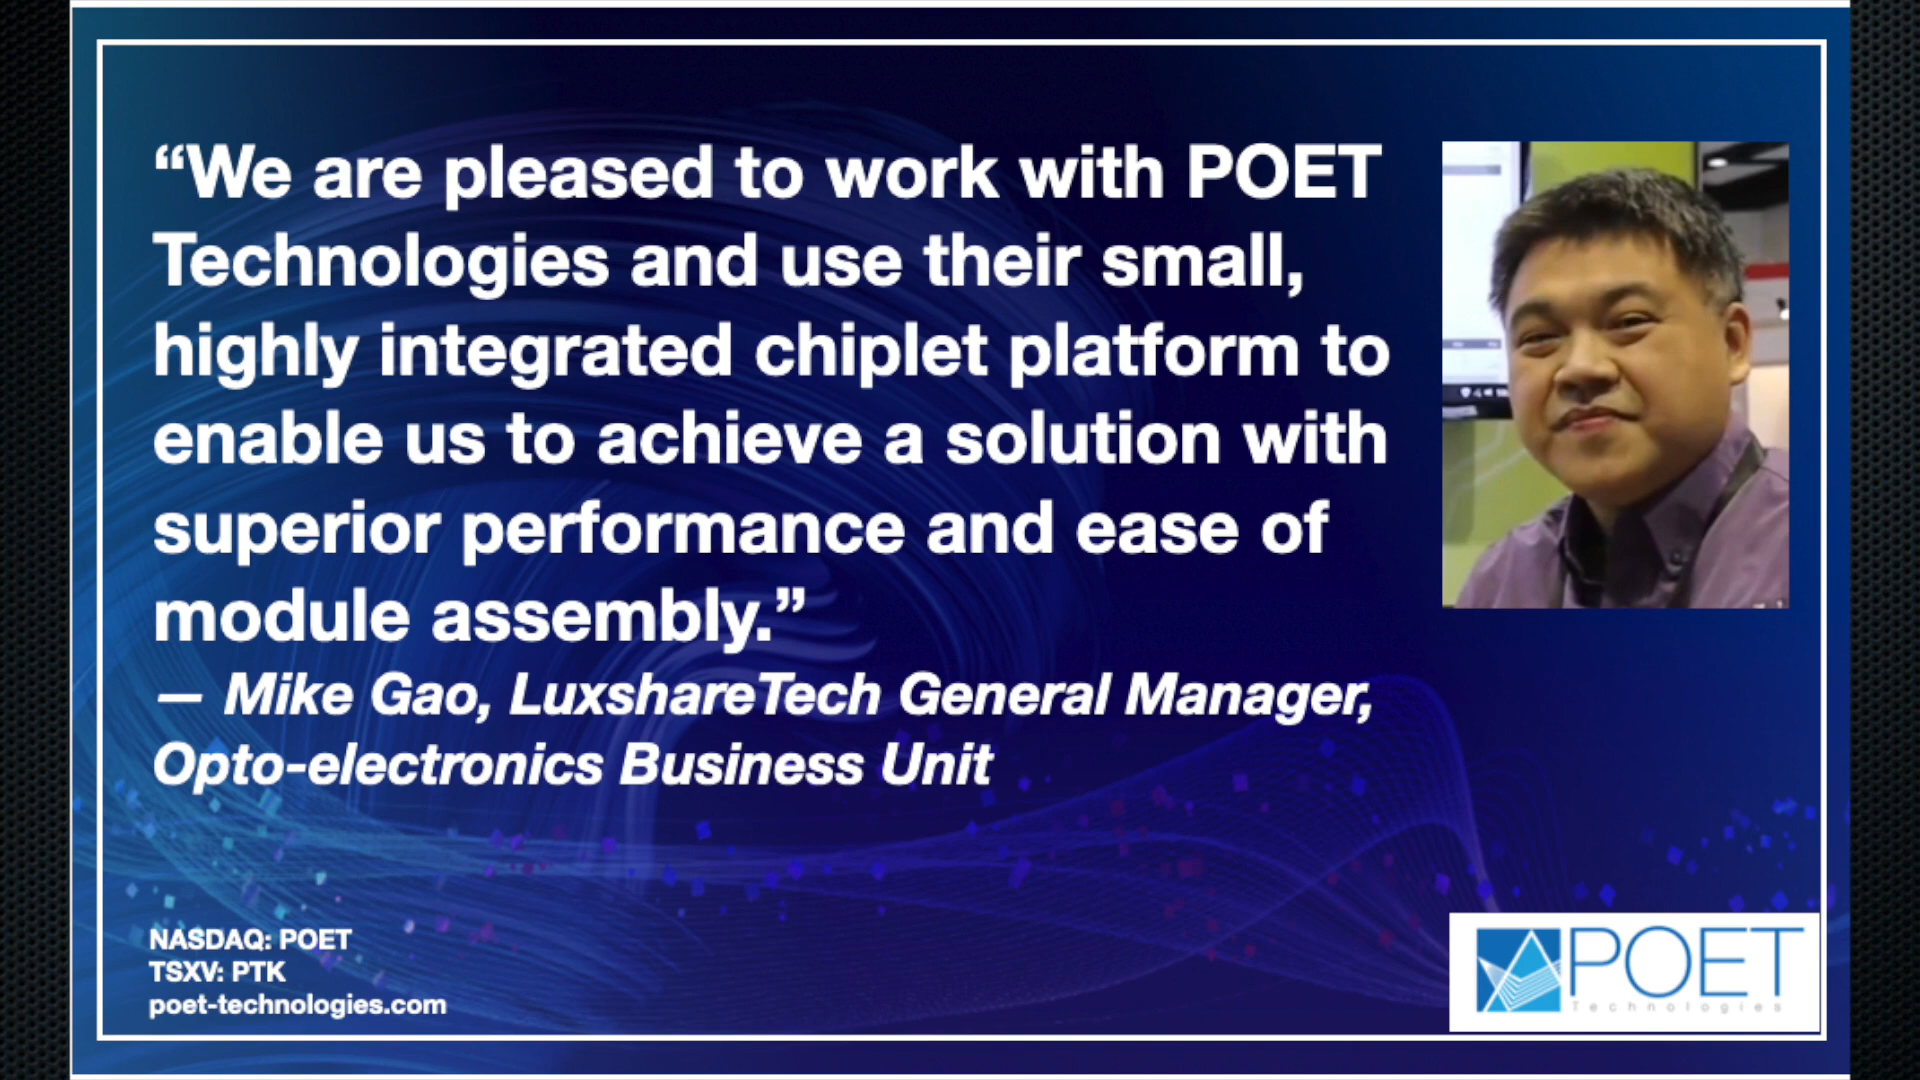 “We are pleased to work with POET
Technologies and use their small,
highly integrated chiplet platform to
enable us to achieve a solution with
superior performance and ease of
module assembly.”
— Mike Gao, LuxshareTech General Manager,
Opto-electronics Business Unit
NASDAQ: POET
TSXV: PTK
poet-technologies.com
POET
Technologies